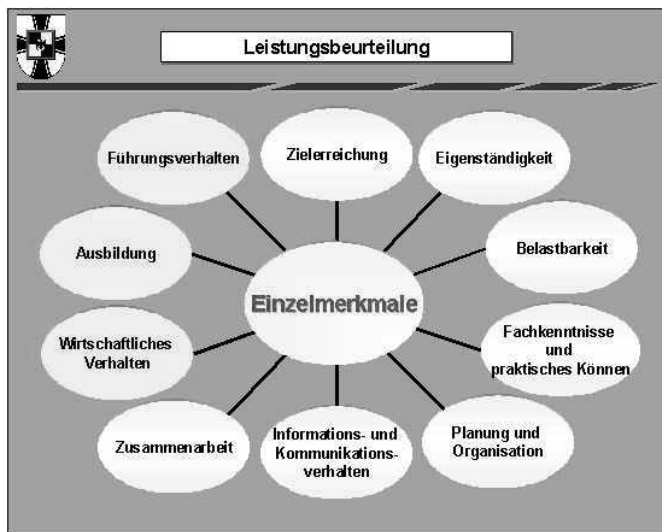 Leistungsbeurteilung
Führungsverhalten
Zielerreichung
Eigenständigkeit
Ausbildung
Belastbarkeit
Einzelmerkmale
Wirtschaftliches
Verhalten
Fachkenntnisse
und
praktisches Können
Zusammenarbeit
Informations- und
Kommunikations-
verhalten
Planung und
Organisation